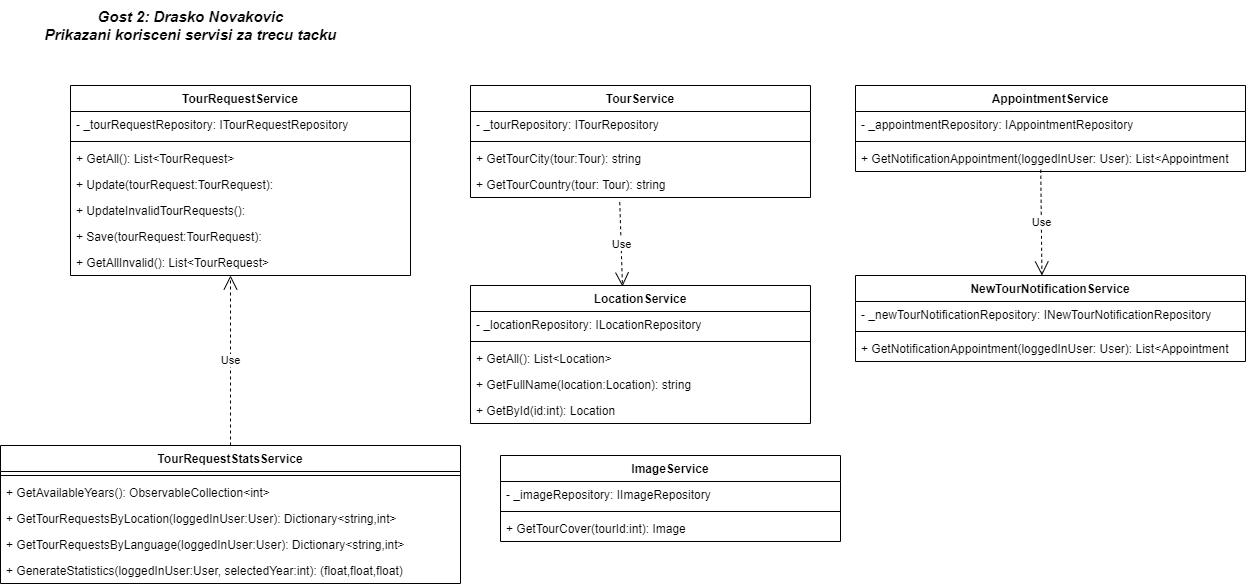 Gost 2: Drasko Novakovic
Prikazani korisceni servisi za trecu tacku
TourRequestService
- _tourRequestRepository: ITourRequestRepository
+ GetAll(): List<TourRequest>
+ Update(tourRequest:TourRequest):
+ UpdateInvalidTourRequests():
+ Save(tourRequest:TourRequest):
+ GetAllInvalid(): List<TourRequest>
Use
TourRequestStatsService
+ GetAvailableYears(): ObservableCollection<int>
+ GetTourRequestsByLocation(loggedInUser:User): Dictionary<string,int>
+ GetTourRequestsByLanguage(loggedInUser:User): Dictionary<string,int>
+ GenerateStatistics(loggedInUser:User, selectedYear:int): (float,float,float)
TourService
- _tourRepository: ITourRepository
+ GetTourCity(tour:Tour): string
+ GetTourCountry(tour: Tour): string
Use
LocationService
- _locationRepository: ILocationRepository
+ GetAll(): List<Location>
+ GetFullName(location:Location): string
+ GetById(id:int): Location
ImageService
- _imageRepository: IImageRepository
+ GetTourCover(tourId:int): Image
AppointmentService
- _appointmentRepository: IAppointmentRepository
+ GetNotificationAppointment(loggedInUser: User): List<Appointment
Use
NewTourNotificationService
- _newTourNotificationRepository: INewTourNotificationRepository
+ GetNotificationAppointment(loggedInUser: User): List<Appointment